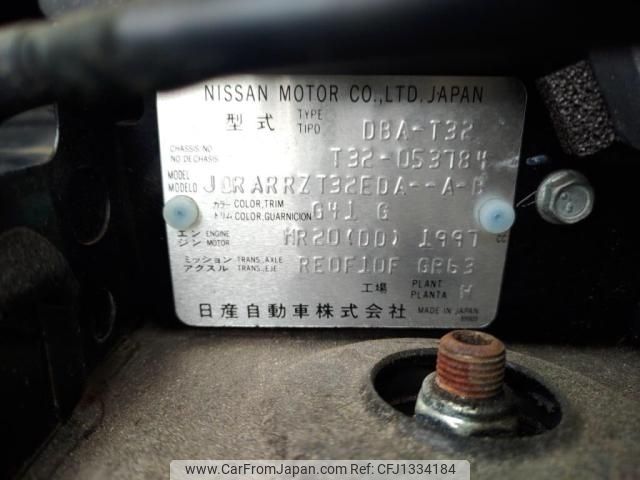 NISSAN MOTOR CO.,LTD.JAPAN
型式 TYPE TIPO DBA-T32
CHASSIS NO NO DE CHASIS T32-053784
MODEL MODELO JDRARRZT32EDA--A-
カラー COLOR,TRIM トリム COLOR,GUARNICION G41 G
エンジン ENGINE MOTOR MR20(DD) 1997 CC
ミッション TRANS.,AXLE アクスル TRANS.,EJE RE0F10F GR63
工場 PLANT PLANTA H
日産自動車株式会社 MADE IN JAPAN
CAR FROM JAPAN https://carfromjapan.com CFJ1334184